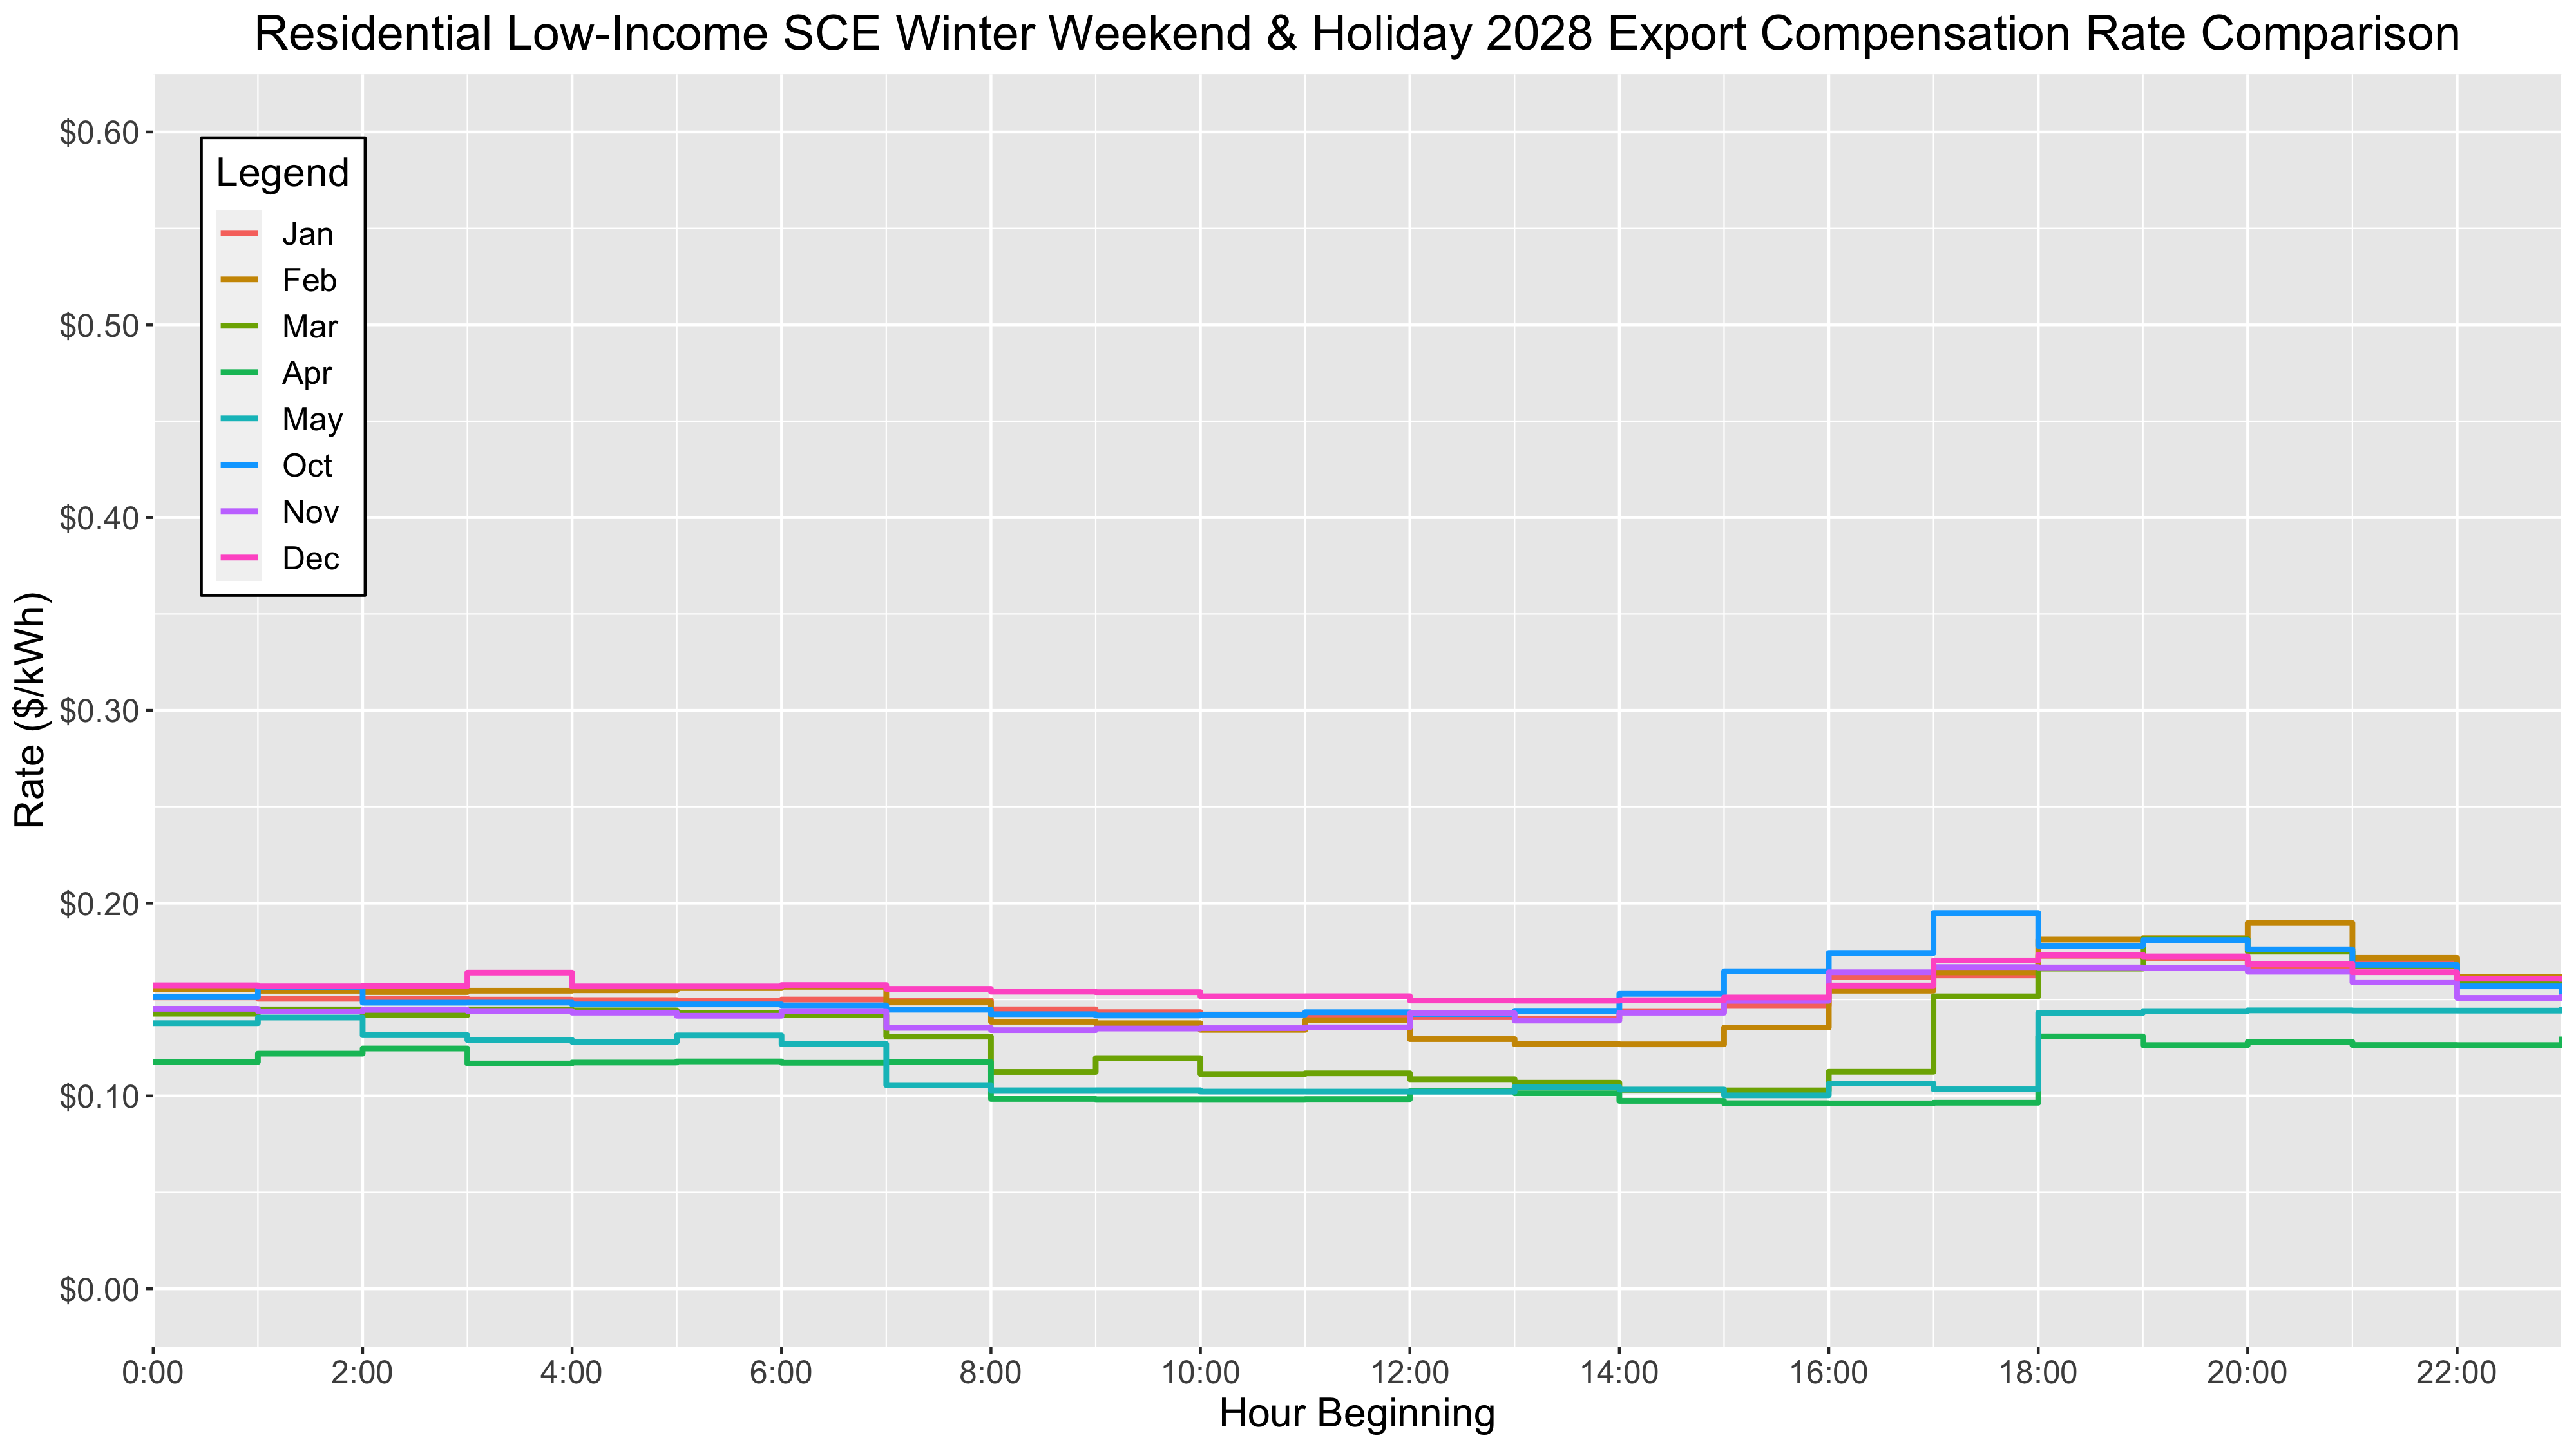 Residential Low-Income SCE Winter Weekend & Holiday 2028 Export Compensation Rate Comparison
$0.60
$0.50
$0.40
$0.30
$0.20
$0.10
$0.00
Rate ($/kWh)
Legend
Jan
Feb
Mar
Apr
May
Oct
Nov
Dec
0:00 2:00 4:00 6:00 8:00 10:00 12:00 14:00 16:00 18:00 20:00 22:00
Hour Beginning